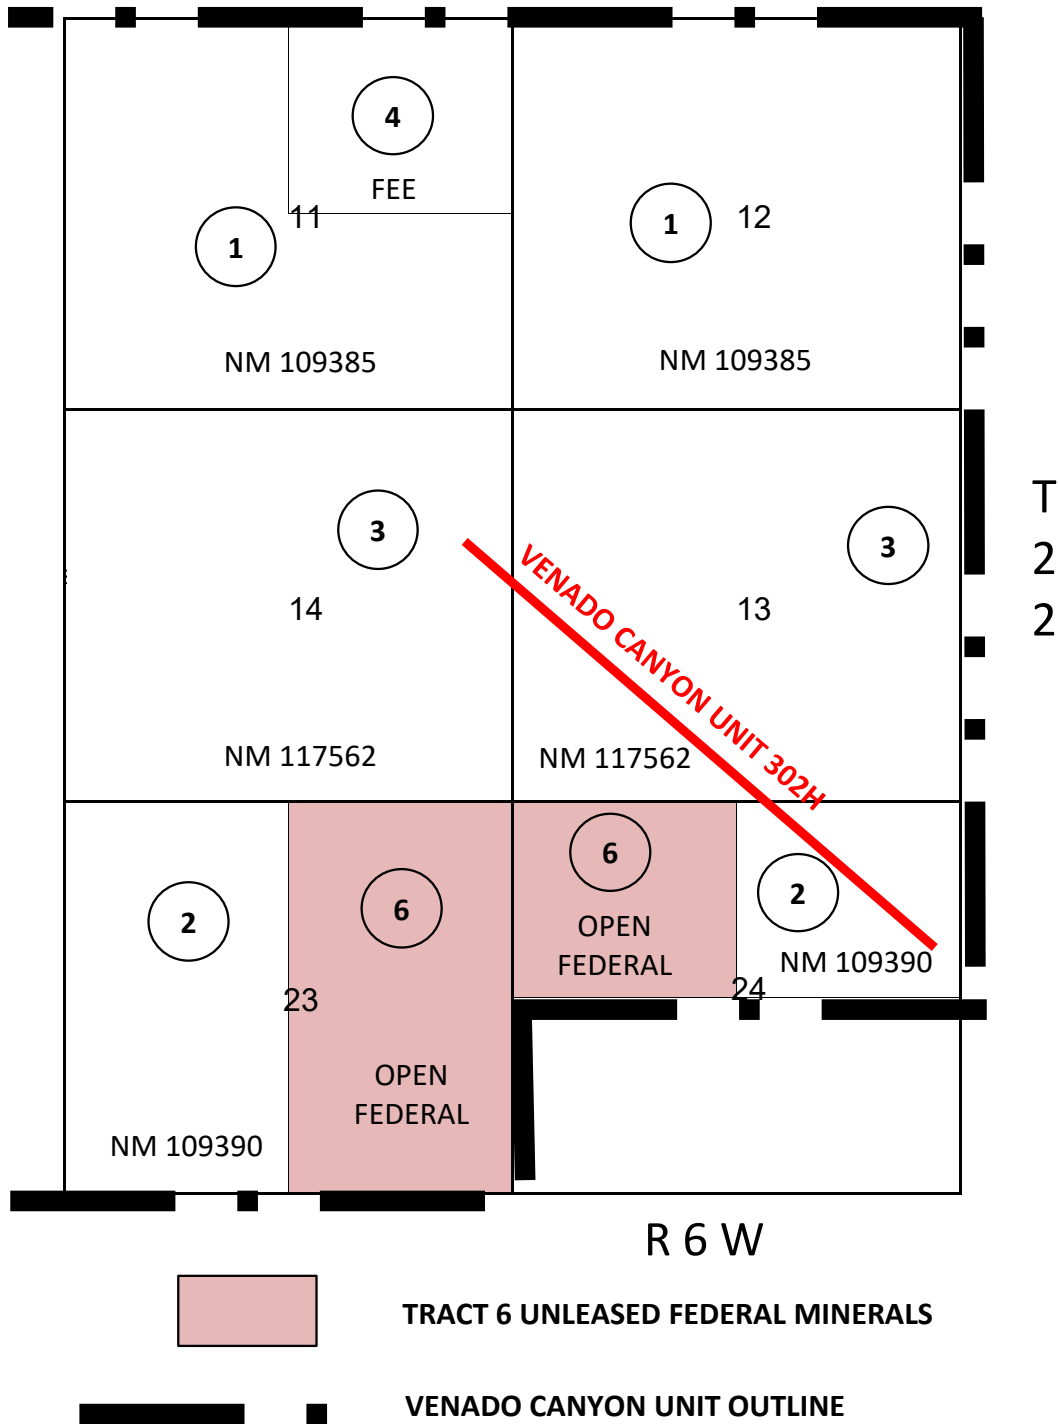 4
FEE
11
1
1
12
NM 109385
NM 109385
3
3
14
13
VENADO CANYON UNIT 302H
NM 117562
NM 117562
T
2
2
6
2
2
6
OPEN
FEDERAL
NM 109390
24
23
OPEN
FEDERAL
NM 109390
R 6 W
TRACT 6 UNLEASED FEDERAL MINERALS
VENADO CANYON UNIT OUTLINE